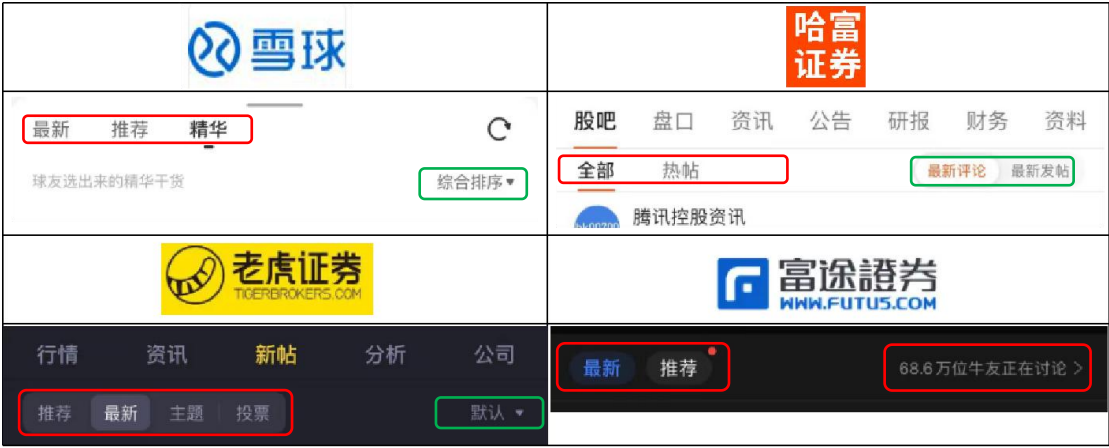 雪球
哈富
证券
最新 推荐 精华
球友选出来的精华干货
综合排序▼
股吧 盘口 资讯 公告 研报 财务 资料
全部 热帖
最新评论 最新发帖
腾讯控股资讯
老虎证券
TIGERBROKERS.COM
富途證券
WWW.FUTU5.COM
行情 资讯 新帖 分析 公司
推荐 最新 主题 投票
默认 ▼
最新 推荐
68.6万位牛友正在讨论 >